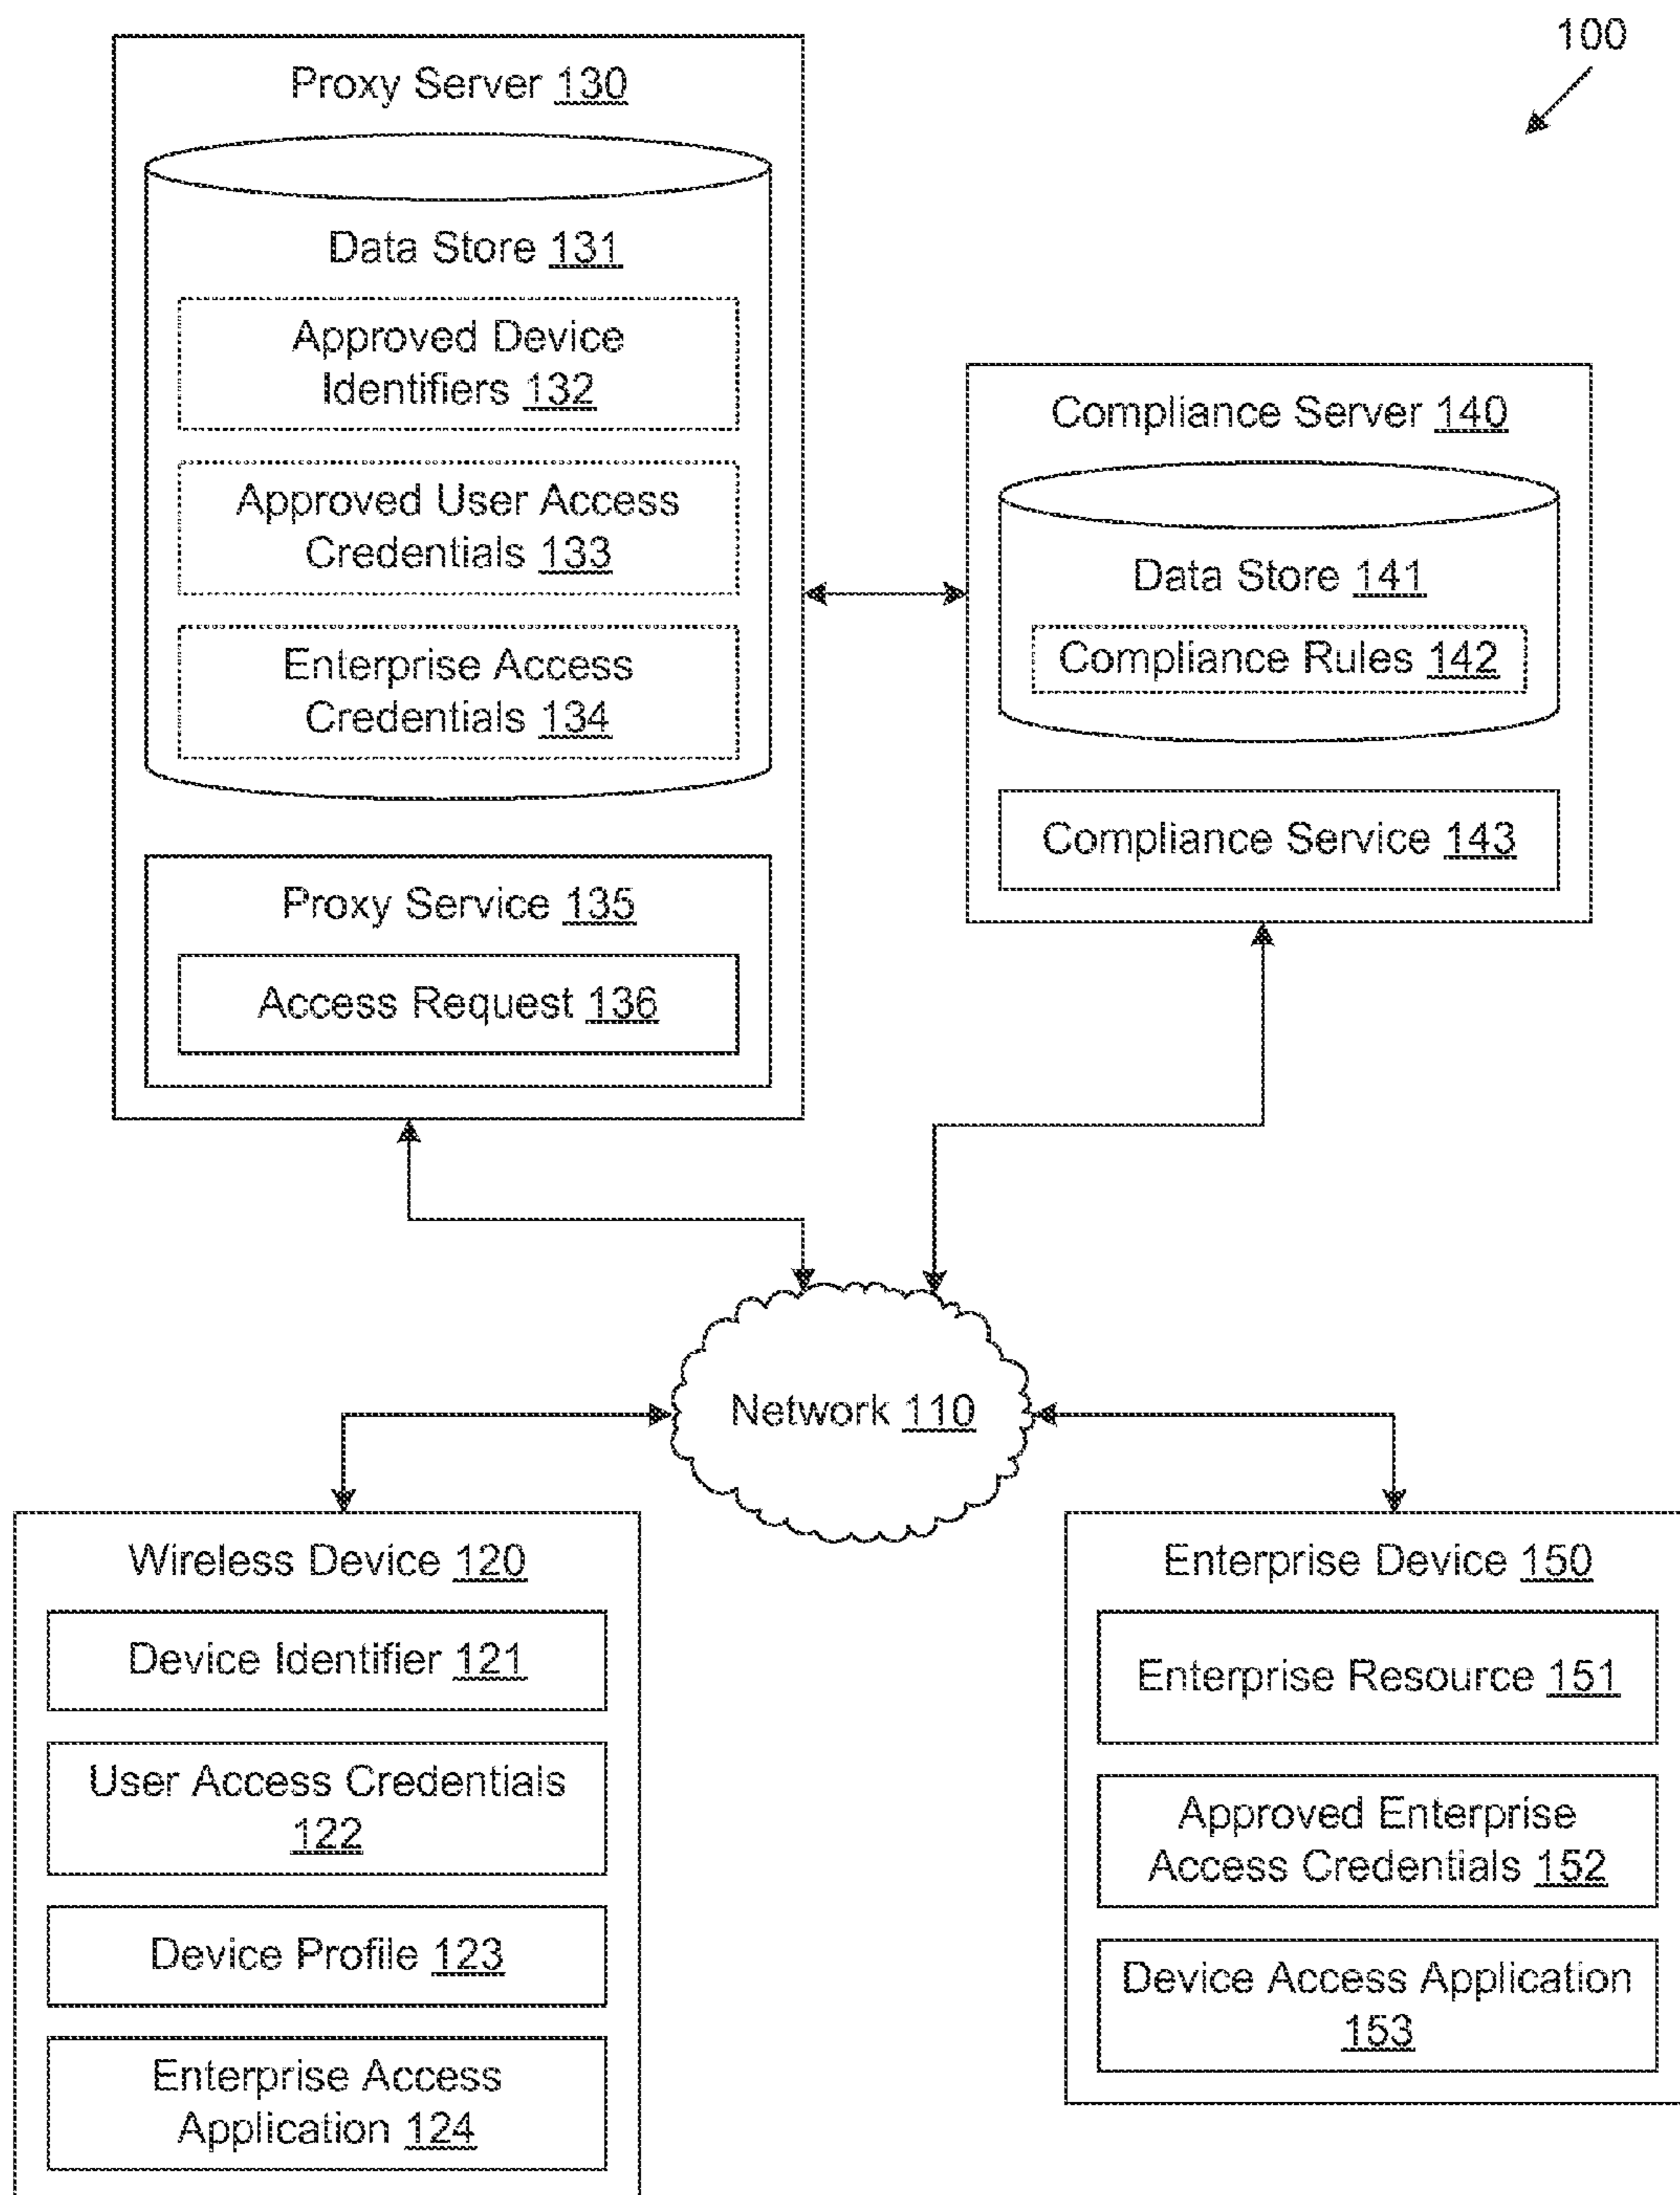 100
Proxy Server 130
Data Store 131
Approved Device
Identifiers 132
Approved User Access
Credentials 133
Enterprise Access
Credentials 134
Proxy Service 135
Access Request 136
Compliance Server 140
Data Store 141
Compliance Rules 142
Compliance Service 143
Network 110
Wireless Device 120
Device Identifier 121
User Access Credentials
122
Device Profile 123
Enterprise Access
Application 124
Enterprise Device 150
Enterprise Resource 151
Approved Enterprise
Access Credentials 152
Device Access Application
153